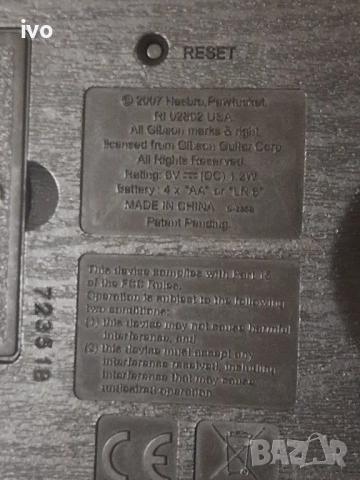 ivo
RESET
© 2007 Hasbro, Pawtucket,
RI 02862 USA.
All Gibson marks & right
licensed from Gibson Guitar Corp.
All Rights Reserved.
Rating: 6V (DC) 1.2W
Battery: 4 x "AA" or "LR6"
MADE IN CHINA
Patent Pending.
This device complies with Part 15
of the FCC Rules.
Operation is subject to the following
two conditions:
(1) this device may not cause harmful
interference, and
(2) this device must accept any
interference received, including
interference that may cause
undesired operation.
723518
CE
BAZAR